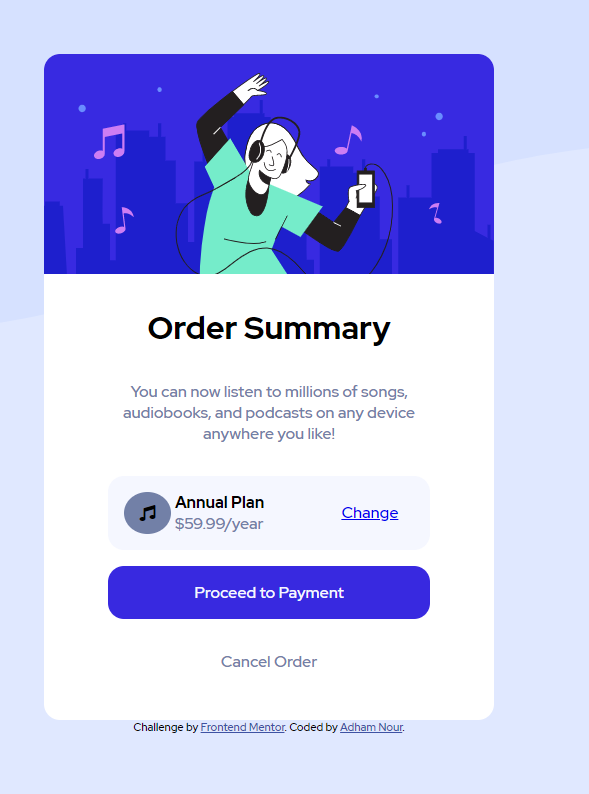 Order Summary
You can now listen to millions of songs,
audiobooks, and podcasts on any device
anywhere you like!
Annual Plan
$59.99/year
Change
Proceed to Payment
Cancel Order
Challenge by Frontend Mentor. Coded by Adham Nour.